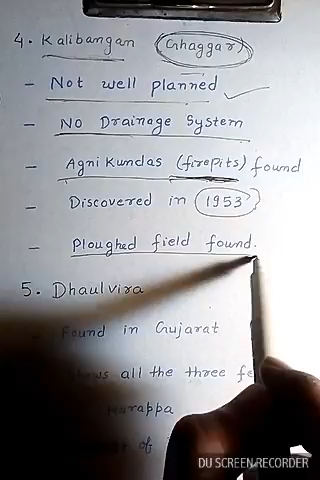 4. Kalibangan (Ghaggar)
- Not well planned
- No Drainage System
- Agni Kundas (firepits) found
- Discovered in (1953)
- Ploughed field found.
5. Dhaulvira
Found in Gujarat
all the three
Harappa
of
DU SCREEN RECORDER